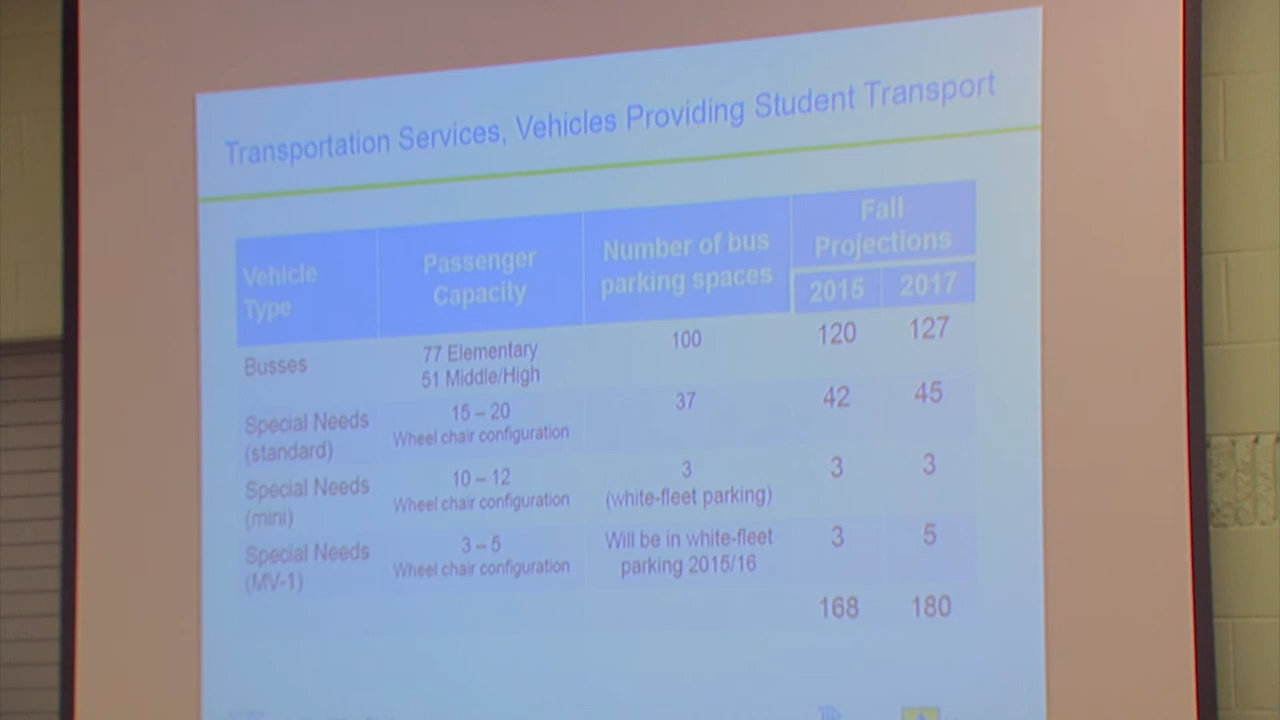 Transportation Services, Vehicles Providing Student Transport
Vehicle
Type
Passenger
Capacity
Number of bus
parking spaces
Fall
Projections
2015 2017
Busses
77 Elementary
51 Middle/High
100
120
127
Special Needs
(standard)
15 – 20
Wheel chair configuration
37
42
45
Special Needs
(mini)
10 – 12
Wheel chair configuration
3
(white-fleet parking)
3
3
Special Needs
(MV-1)
3 – 5
Wheel chair configuration
Will be in white-fleet
parking 2015/16
3
5
168
180